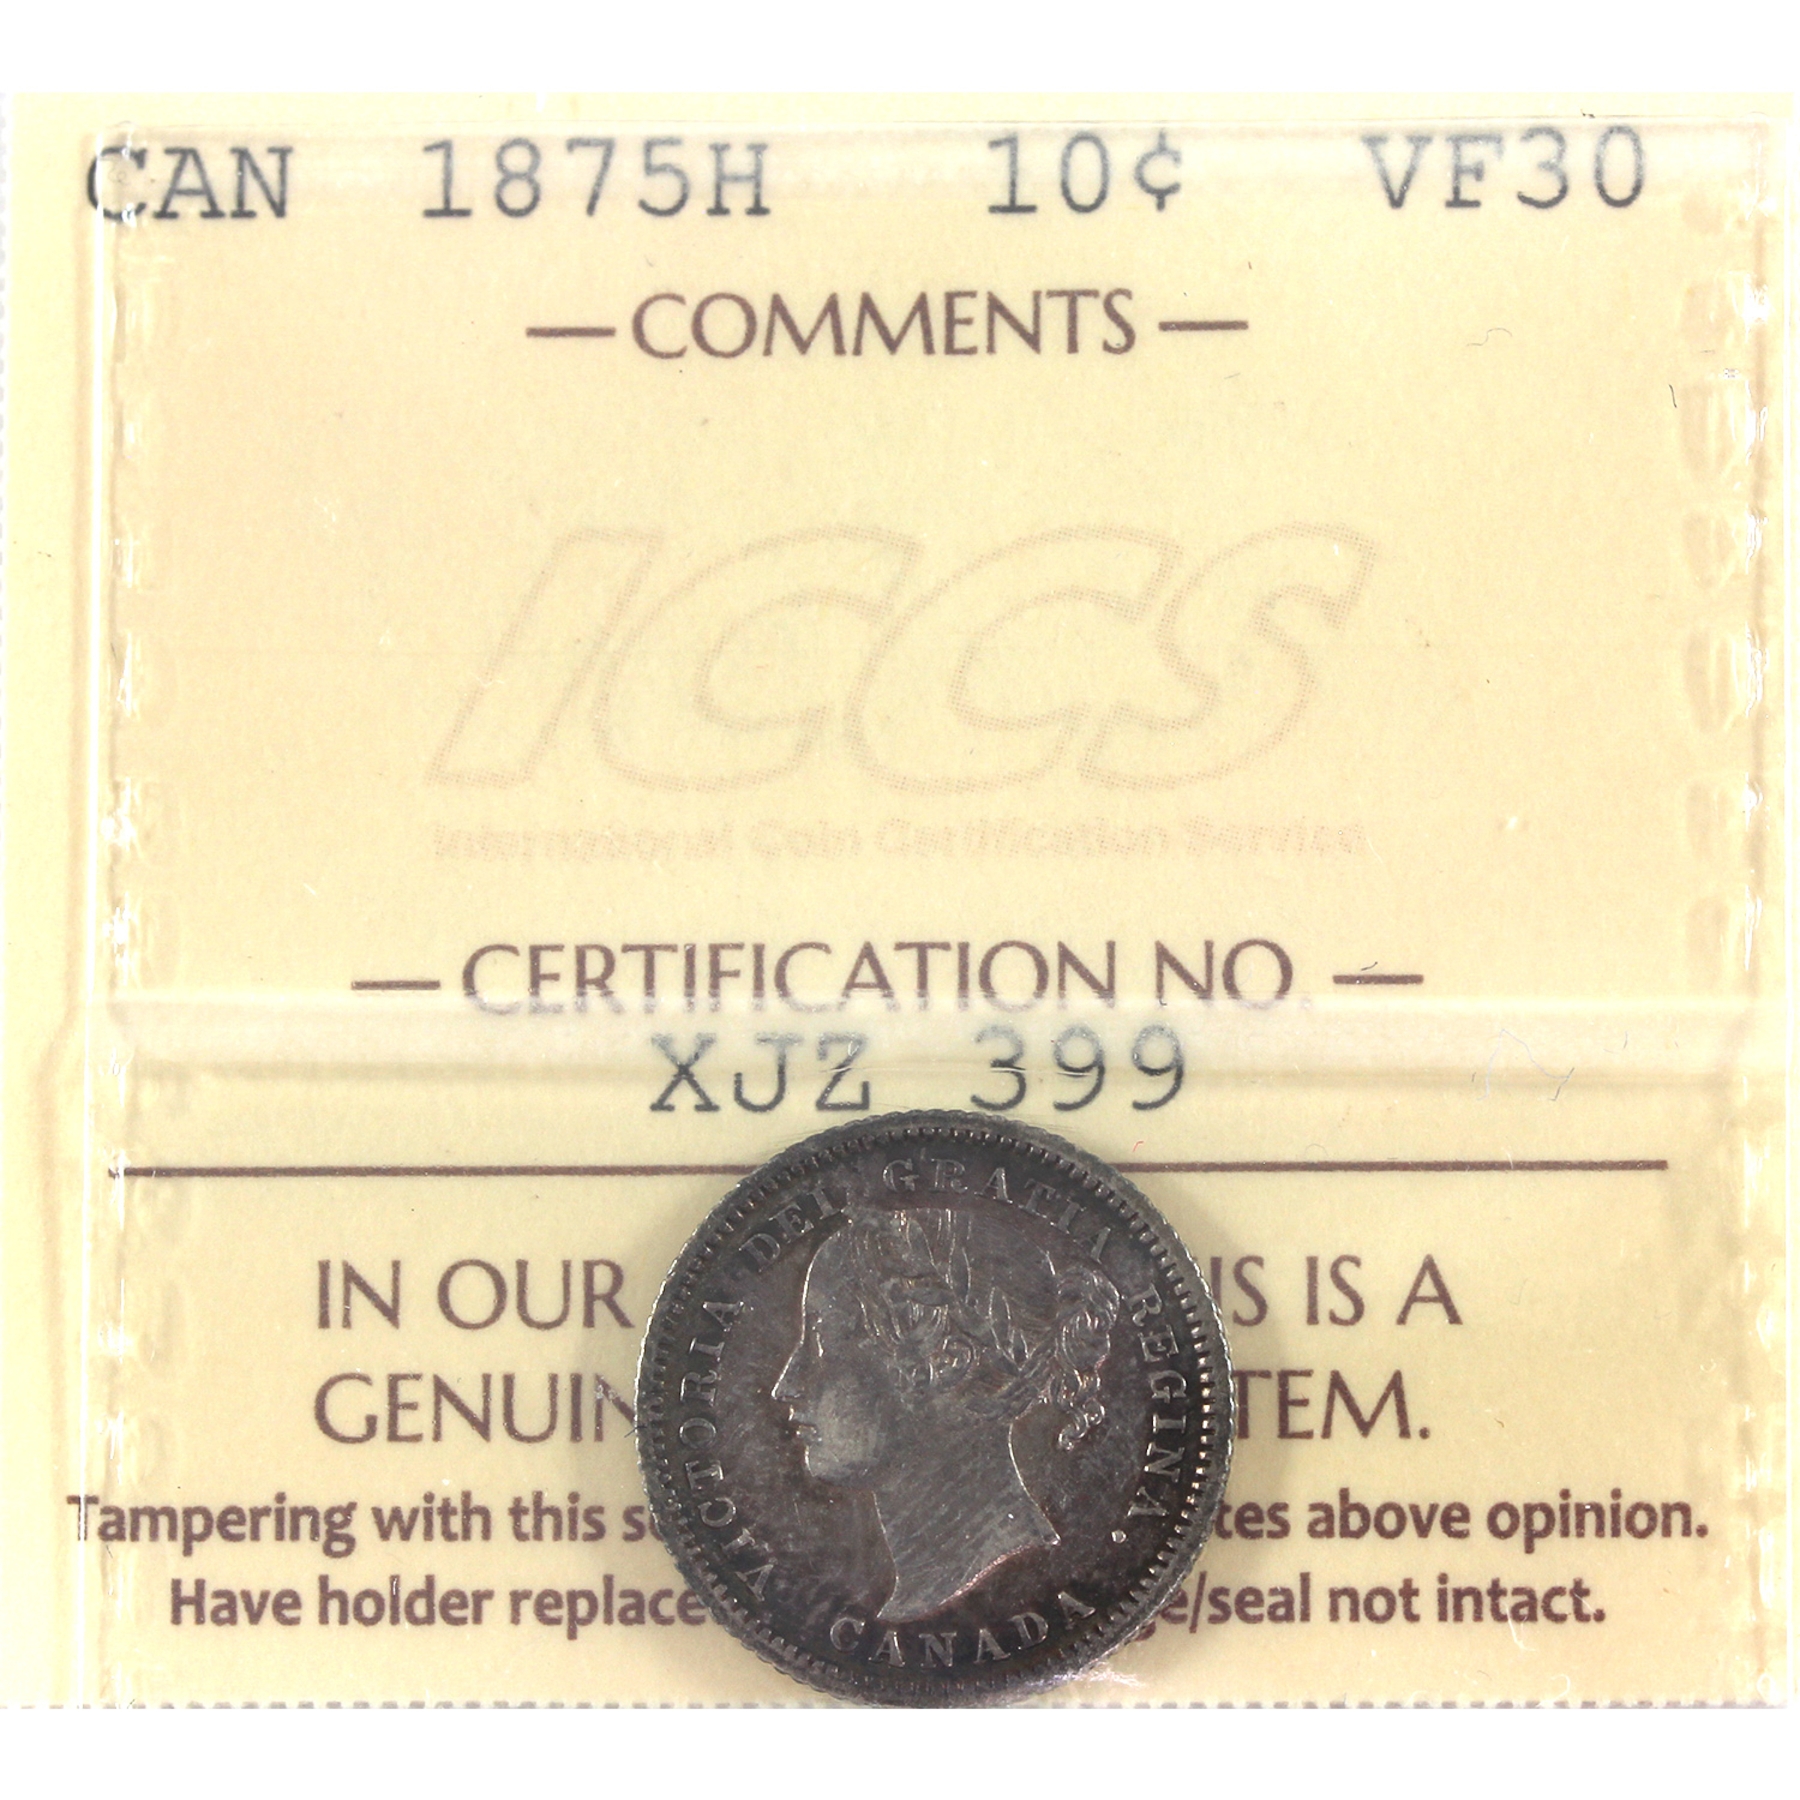 CAN 1875H 10¢ VF30
— COMMENTS —
ICCS
International Coin Certification Service
— CERTIFICATION NO. —
XJZ 399
IN OUR IS IS A
GENUIN TEM.
Tampering with this s tes above opinion.
Have holder replace e/seal not intact.
VICTORIA DEI GRATIA REGINA.
CANADA